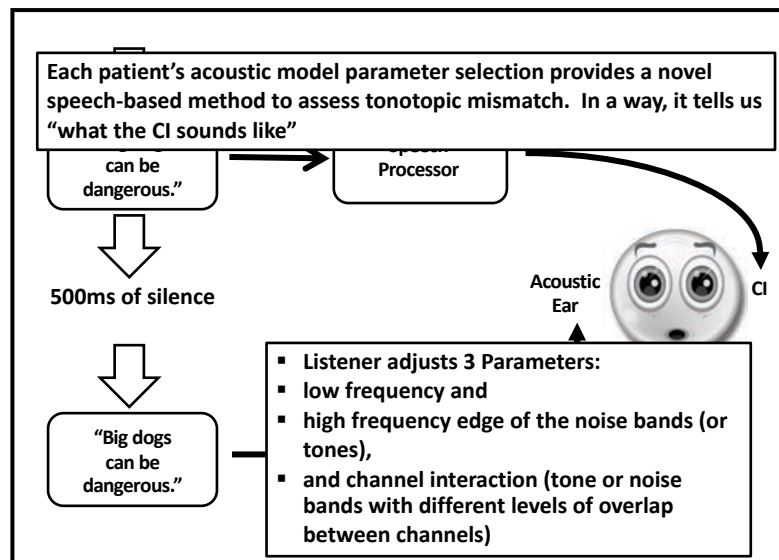 Each patient’s acoustic model parameter selection provides a novel
speech-based method to assess tonotopic mismatch. In a way, it tells us
“what the CI sounds like”
can be
dangerous.”
Processor
500ms of silence
Acoustic
Ear
CI
▪ Listener adjusts 3 Parameters:
▪ low frequency and
▪ high frequency edge of the noise bands (or
tones),
▪ and channel interaction (tone or noise
bands with different levels of overlap
between channels)
“Big dogs
can be
dangerous.”